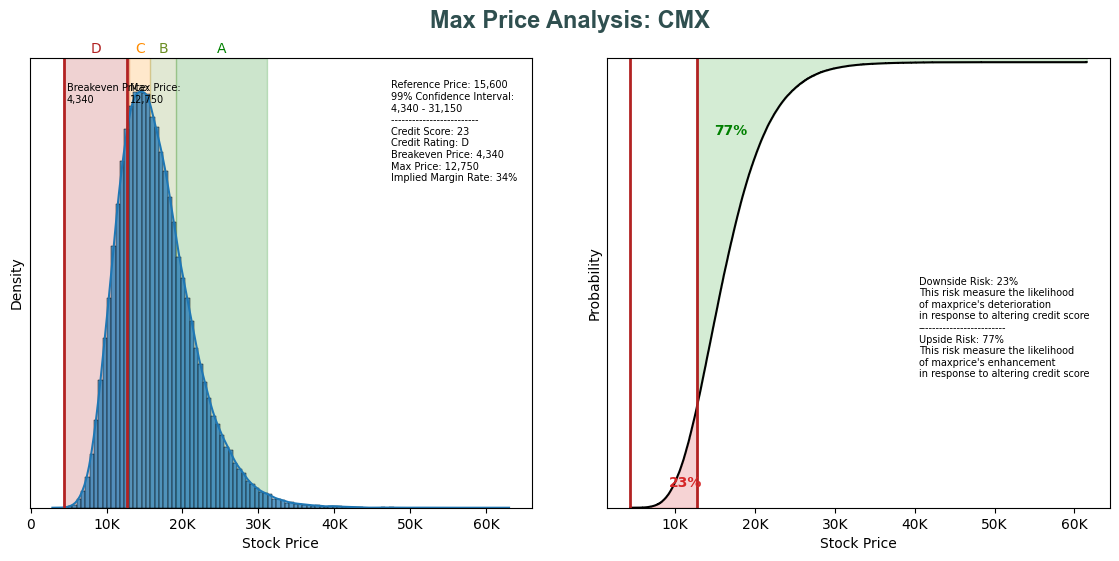 Max Price Analysis: CMX
D C B A
Breakeven Price:
4,340
Max Price:
12,750
Reference Price: 15,600
99% Confidence Interval:
4,340 - 31,150
-------------------------
Credit Score: 23
Credit Rating: D
Breakeven Price: 4,340
Max Price: 12,750
Implied Margin Rate: 34%
Density
0 10K 20K 30K 40K 50K 60K
Stock Price
77%
23%
Downside Risk: 23%
This risk measure the likelihood
of maxprice's deterioration
in response to altering credit score
-------------------------
Upside Risk: 77%
This risk measure the likelihood
of maxprice's enhancement
in response to altering credit score
Probability
10K 20K 30K 40K 50K 60K
Stock Price